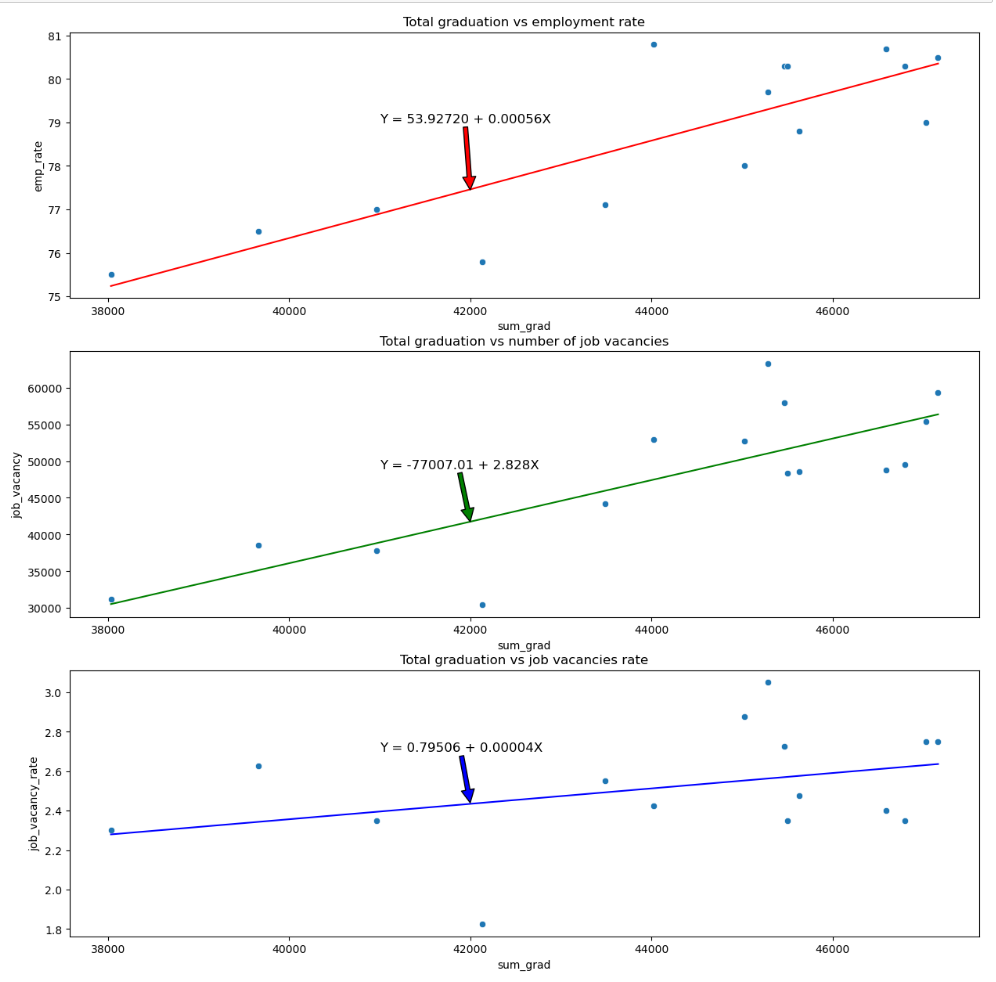 Total graduation vs employment rate
81
80
79
78
77
76
75
emp_rate
Y = 53.92720 + 0.00056X
38000 40000 42000 44000 46000
sum_grad
Total graduation vs number of job vacancies
60000
55000
50000
45000
40000
35000
30000
job_vacancy
Y = -77007.01 + 2.828X
38000 40000 42000 44000 46000
sum_grad
Total graduation vs job vacancies rate
3.0
2.8
2.6
2.4
2.2
2.0
1.8
job_vacancy_rate
Y = 0.79506 + 0.00004X
38000 40000 42000 44000 46000
sum_grad